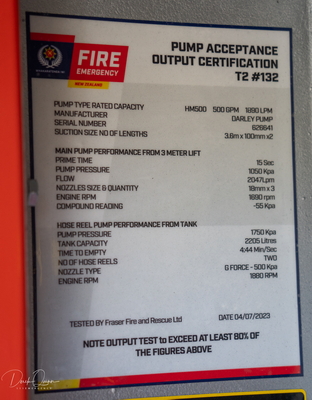 FIRE
EMERGENCY
NEW ZEALAND
PUMP ACCEPTANCE
OUTPUT CERTIFICATION
T2 #132
PUMP TYPE RATED CAPACITY HM500 500 GPM 1890 LPM
MANUFACTURER DARLEY PUMP
SERIAL NUMBER 626641
SUCTION SIZE NO OF LENGTHS 3.6m x 100mm x2
MAIN PUMP PERFORMANCE FROM 3 METER LIFT
PRIME TIME 15 Sec
PUMP PRESSURE 1050 Kpa
FLOW 2047Lpm
NOZZLES SIZE & QUANTITY 18mm x 3
ENGINE RPM 1690 rpm
COMPOUND READING -55 Kpa
HOSE REEL PUMP PERFORMANCE FROM TANK
PUMP PRESSURE 1750 Kpa
TANK CAPACITY 2205 Litres
TIME TO EMPTY 4:44 Min/Sec
NO OF HOSE REELS TWO
NOZZLE TYPE G FORCE - 500 Kpa
ENGINE RPM 1880 RPM
TESTED BY Fraser Fire and Rescue Ltd DATE 04/07/2023
NOTE OUTPUT TEST to EXCEED AT LEAST 80% OF
THE FIGURES ABOVE